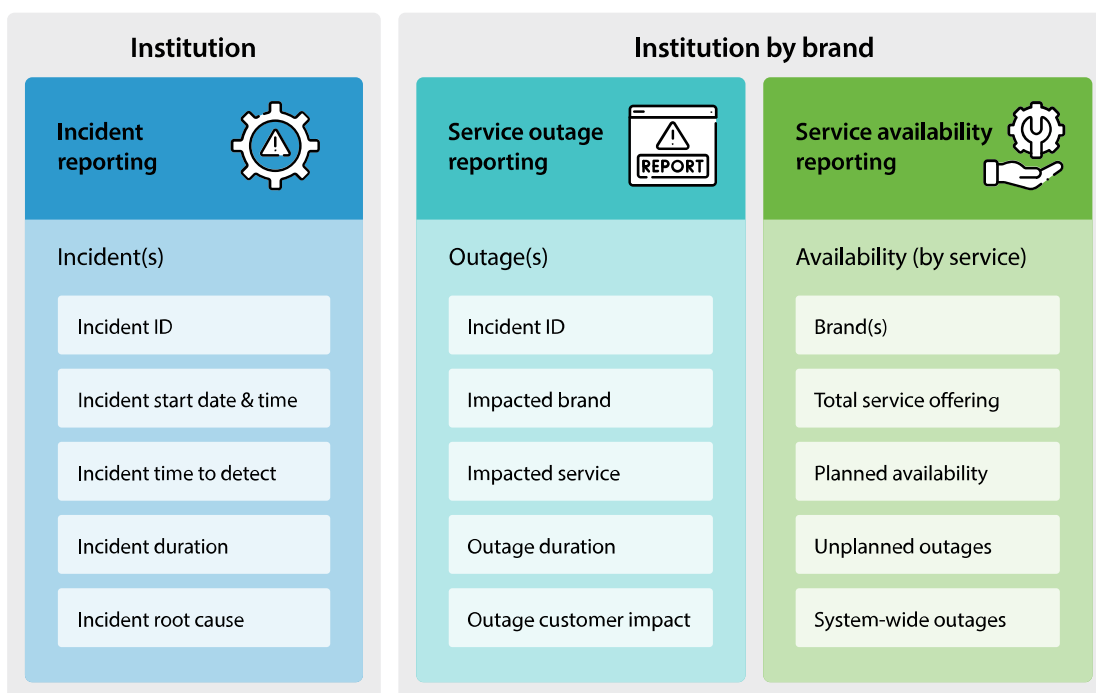 Institution
Incident
reporting
Incident(s)
Incident ID
Incident start date & time
Incident time to detect
Incident duration
Incident root cause
Institution by brand
Service outage
reporting
REPORT
Outage(s)
Incident ID
Impacted brand
Impacted service
Outage duration
Outage customer impact
Service availability
reporting
Availability (by service)
Brand(s)
Total service offering
Planned availability
Unplanned outages
System-wide outages